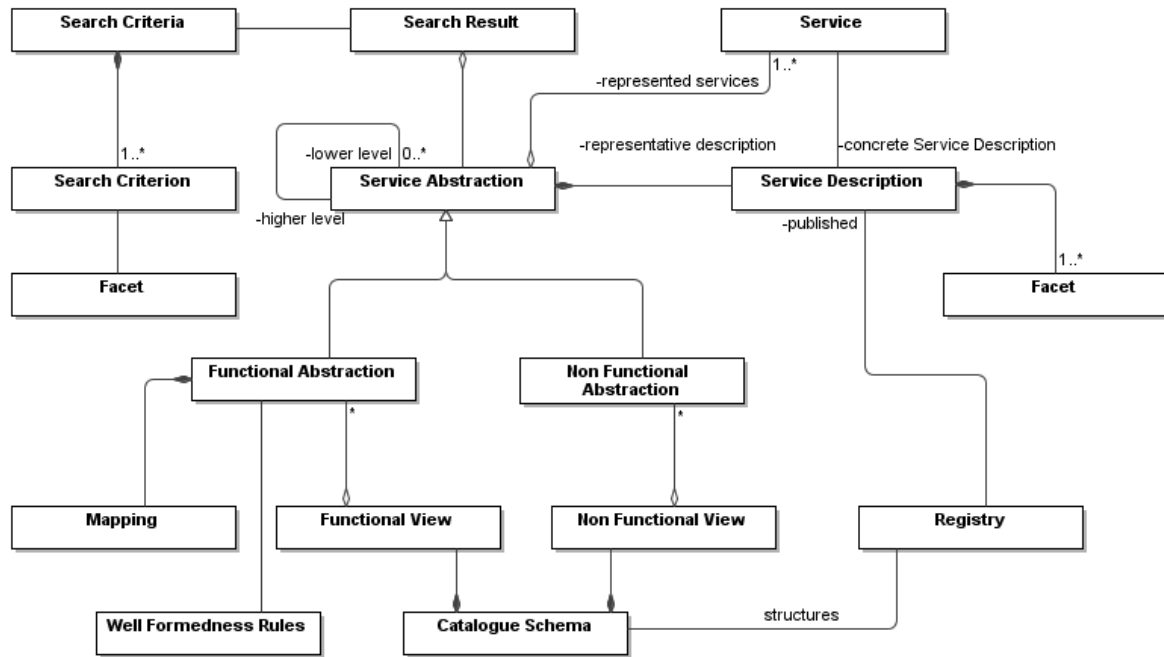 Search Criteria
Search Result
Service
1..*
-represented services
1..*
-lower level
0..*
-representative description
-concrete Service Description
Search Criterion
Service Abstraction
Service Description
-higher level
-published
1..*
Facet
Facet
Functional Abstraction
Non Functional
Abstraction
*
*
Mapping
Functional View
Non Functional View
Registry
structures
Well Formedness Rules
Catalogue Schema